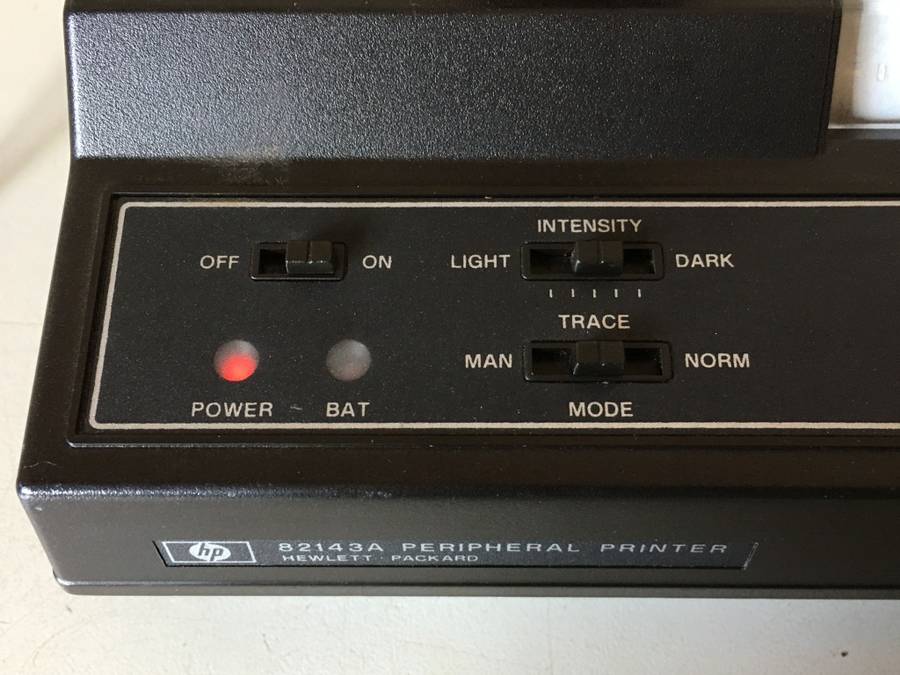 INTENSITY
OFF ON LIGHT DARK
TRACE
MAN NORM
POWER BAT MODE
hp 82143A PERIPHERAL PRINTER
HEWLETT · PACKARD